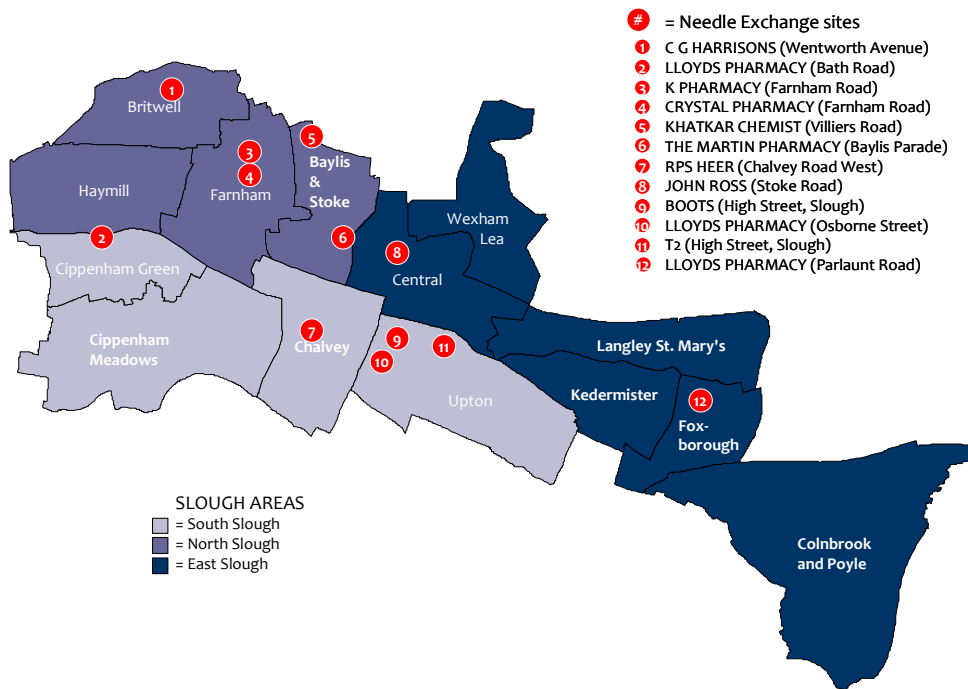 # = Needle Exchange sites
1 C G HARRISONS (Wentworth Avenue)
2 LLOYDS PHARMACY (Bath Road)
3 K PHARMACY (Farnham Road)
4 CRYSTAL PHARMACY (Farnham Road)
5 KHATKAR CHEMIST (Villiers Road)
6 THE MARTIN PHARMACY (Baylis Parade)
7 RPS HEER (Chalvey Road West)
8 JOHN ROSS (Stoke Road)
9 BOOTS (High Street, Slough)
10 LLOYDS PHARMACY (Osborne Street)
11 T2 (High Street, Slough)
12 LLOYDS PHARMACY (Parlaunt Road)
1
Britwell
5
3
4
Baylis
&
Stoke
Haymill
Farnham
Wexham
Lea
2
6
8
Cippenham Green
Central
7
9
11
10
Cippenham
Meadows
Chalvey
Langley St. Mary's
Upton
Kedermister
12
Fox-
borough
SLOUGH AREAS
= South Slough
= North Slough
= East Slough
Colnbrook
and Poyle